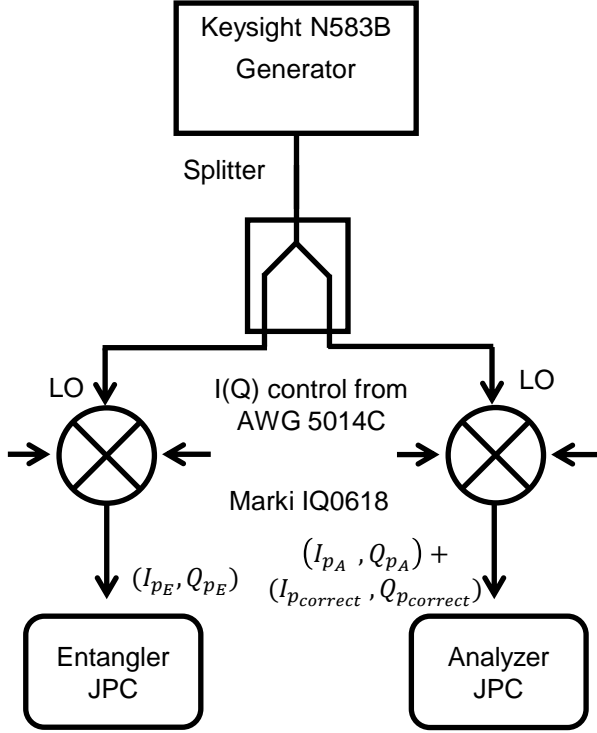 Keysight N583B
Generator
Splitter
LO
I(Q) control from
AWG 5014C
LO
Marki IQ0618
(I_{p_E}, Q_{p_E})
(I_{p_A}, Q_{p_A}) +
(I_{p_{correct}}, Q_{p_{correct}})
Entangler
JPC
Analyzer
JPC